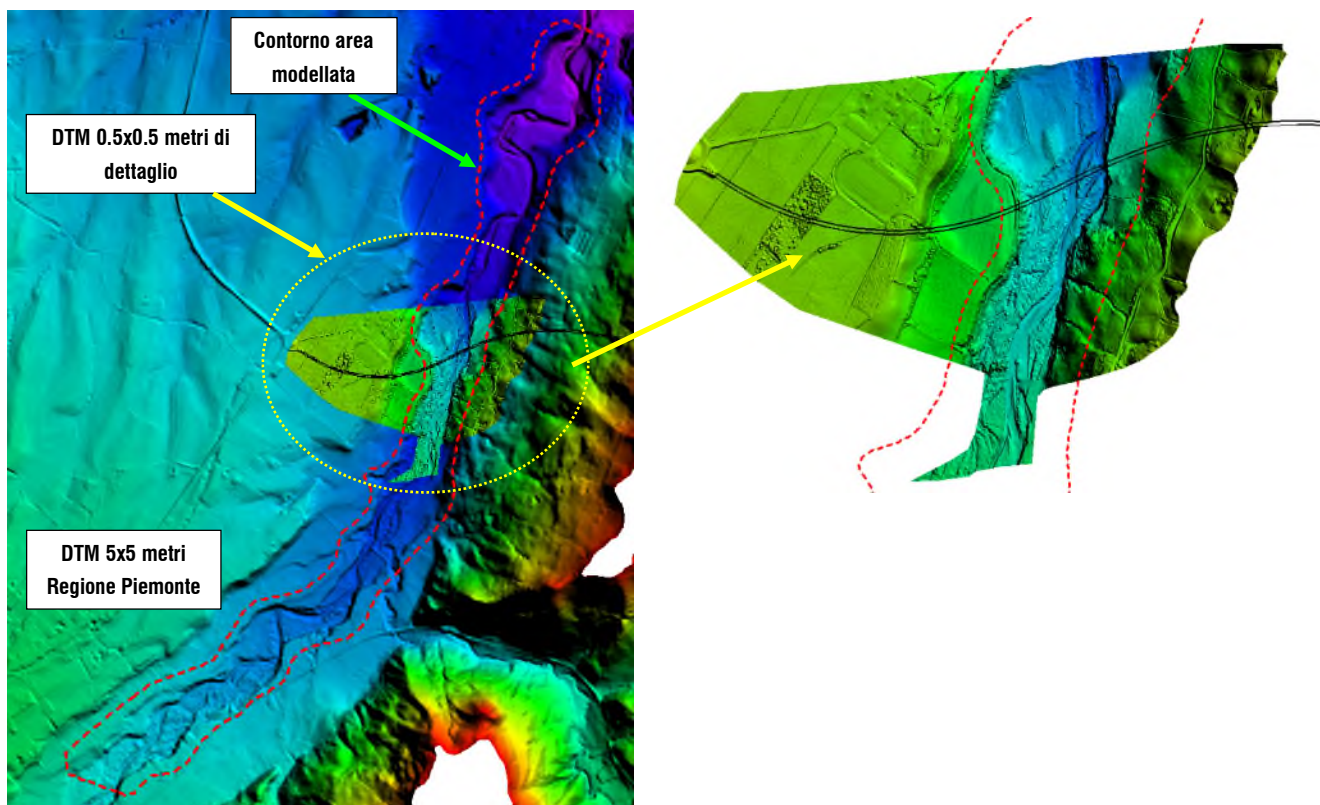 Contorno area
modellata
DTM 0.5x0.5 metri di
dettaglio
DTM 5x5 metri
Regione Piemonte